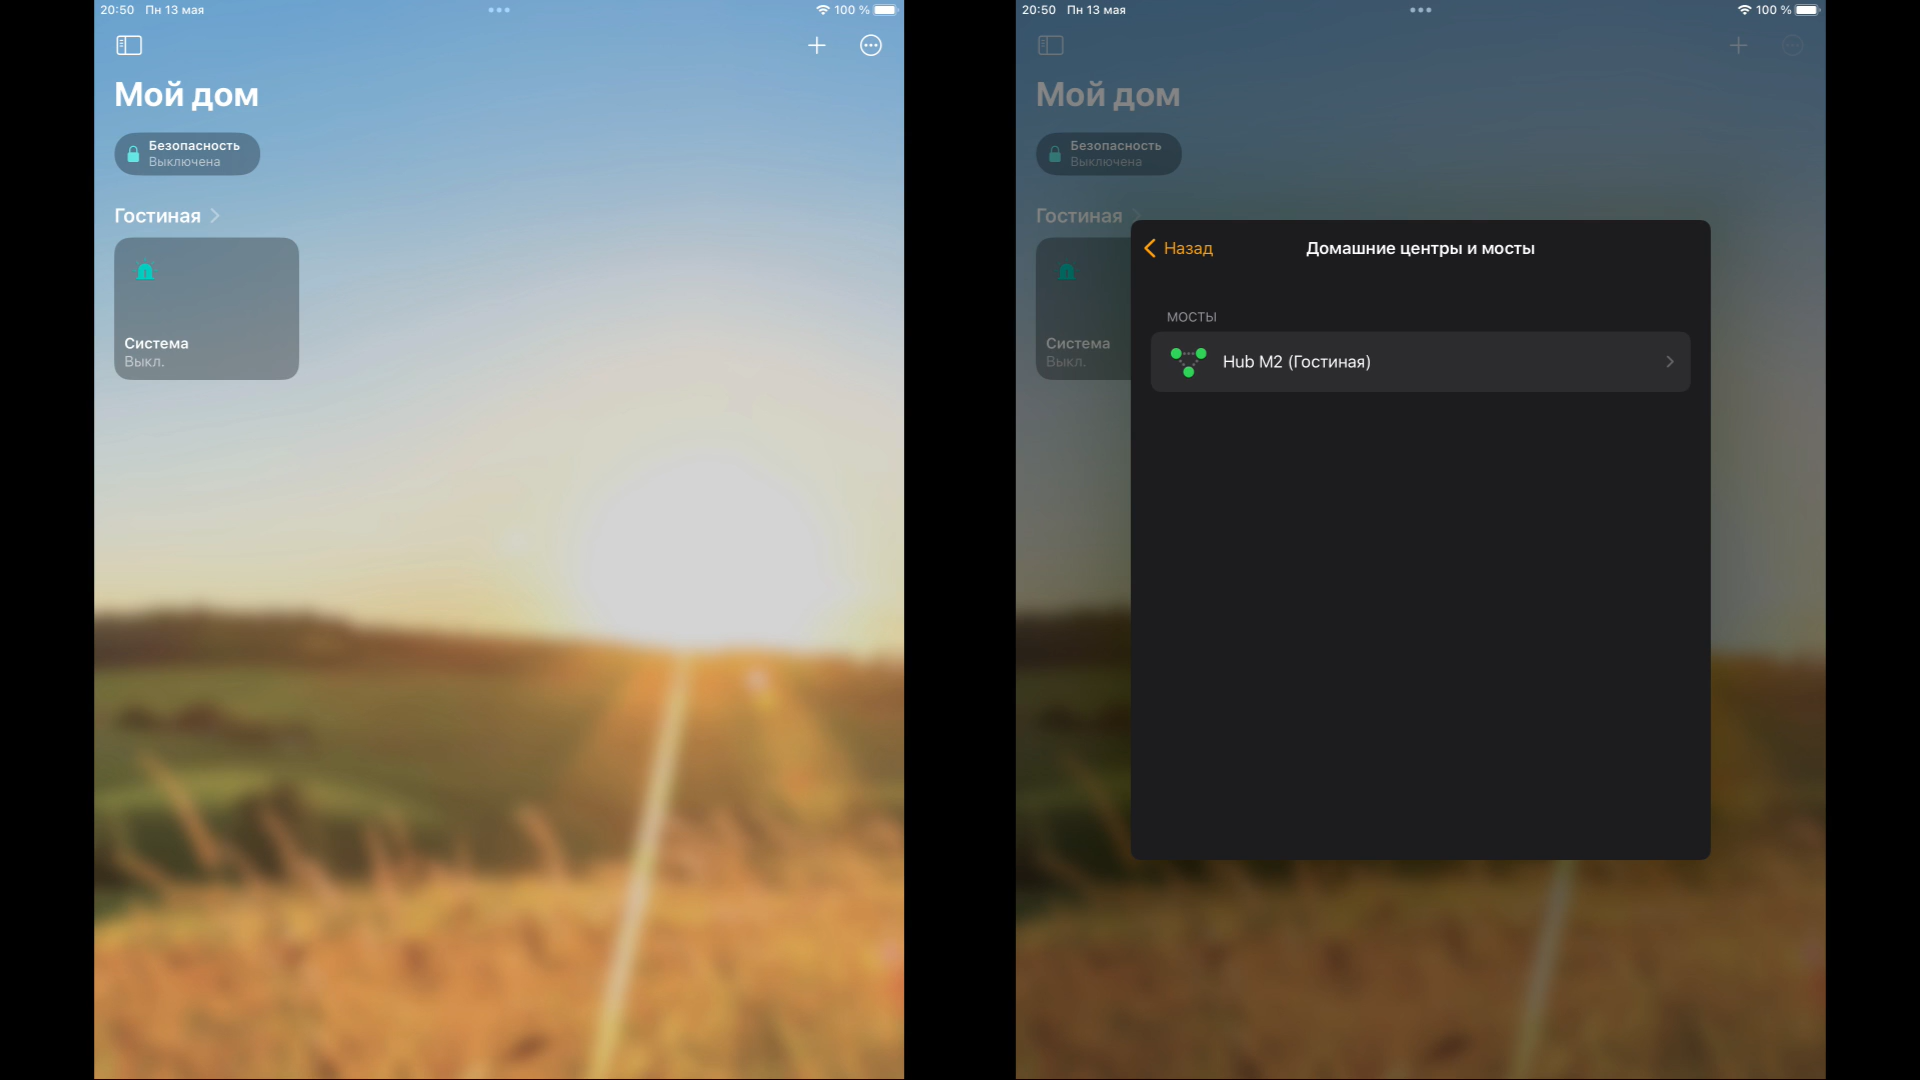 20:50 Пн 13 мая
100 %
Мой дом
Безопасность
Выключена
Гостиная
Система
Выкл.
20:50 Пн 13 мая
100 %
Мой дом
Безопасность
Выключена
Гостиная
Система
Выкл.
Назад
Домашние центры и мосты
МОСТЫ
Hub M2 (Гостиная)